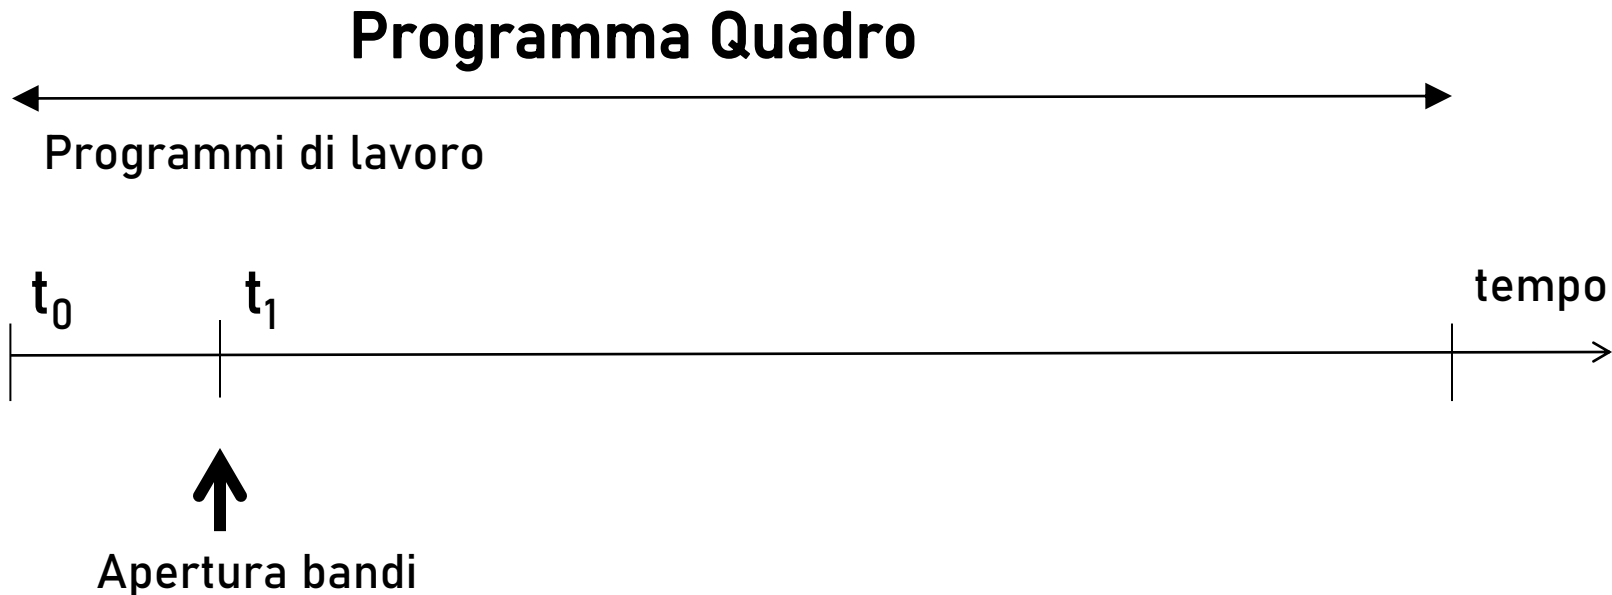 Programma Quadro
Programmi di lavoro
t₀
t₁
tempo
Apertura bandi